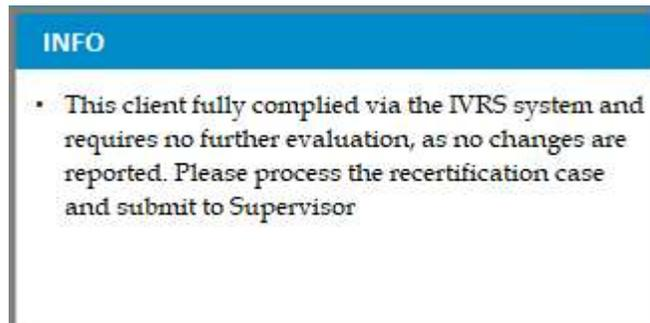 INFO
• This client fully complied via the IVRS system and
requires no further evaluation, as no changes are
reported. Please process the recertification case
and submit to Supervisor